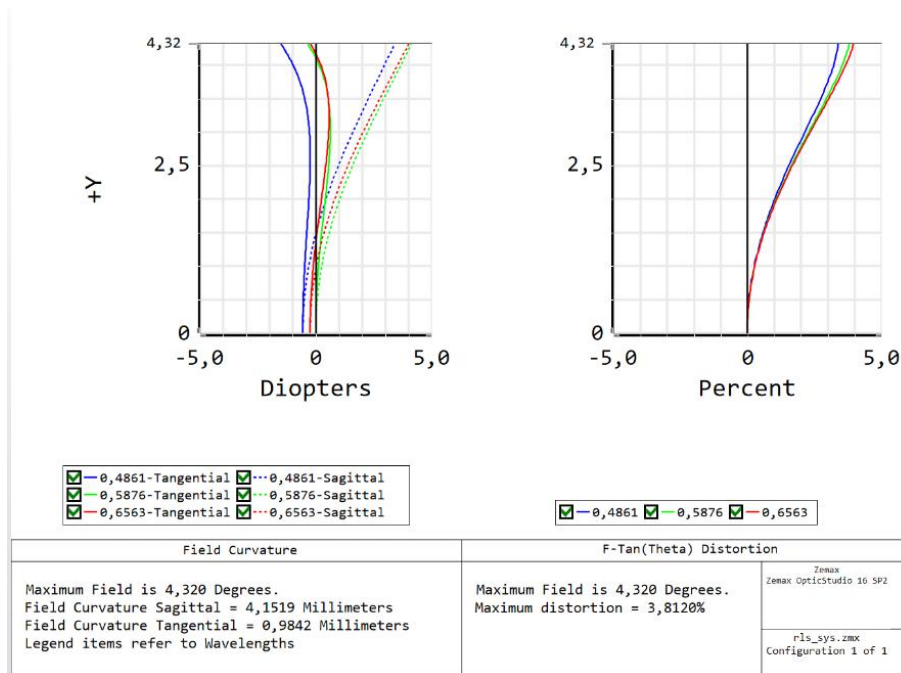 4,32
4,32
+Y
2,5
2,5
0
0
-5,0 0 5,0
-5,0 0 5,0
Diopters
Percent
0,4861-Tangential 0,4861-Sagittal
0,5876-Tangential 0,5876-Sagittal
0,6563-Tangential 0,6563-Sagittal
0,4861 0,5876 0,6563
Field Curvature
Maximum Field is 4,320 Degrees.
Field Curvature Sagittal = 4,1519 Millimeters
Field Curvature Tangential = 0,9842 Millimeters
Legend items refer to Wavelengths
F-Tan(Theta) Distortion
Maximum Field is 4,320 Degrees.
Maximum distortion = 3,8120%
Zemax
Zemax OpticStudio 16 SP2
rls_sys.zmx
Configuration 1 of 1